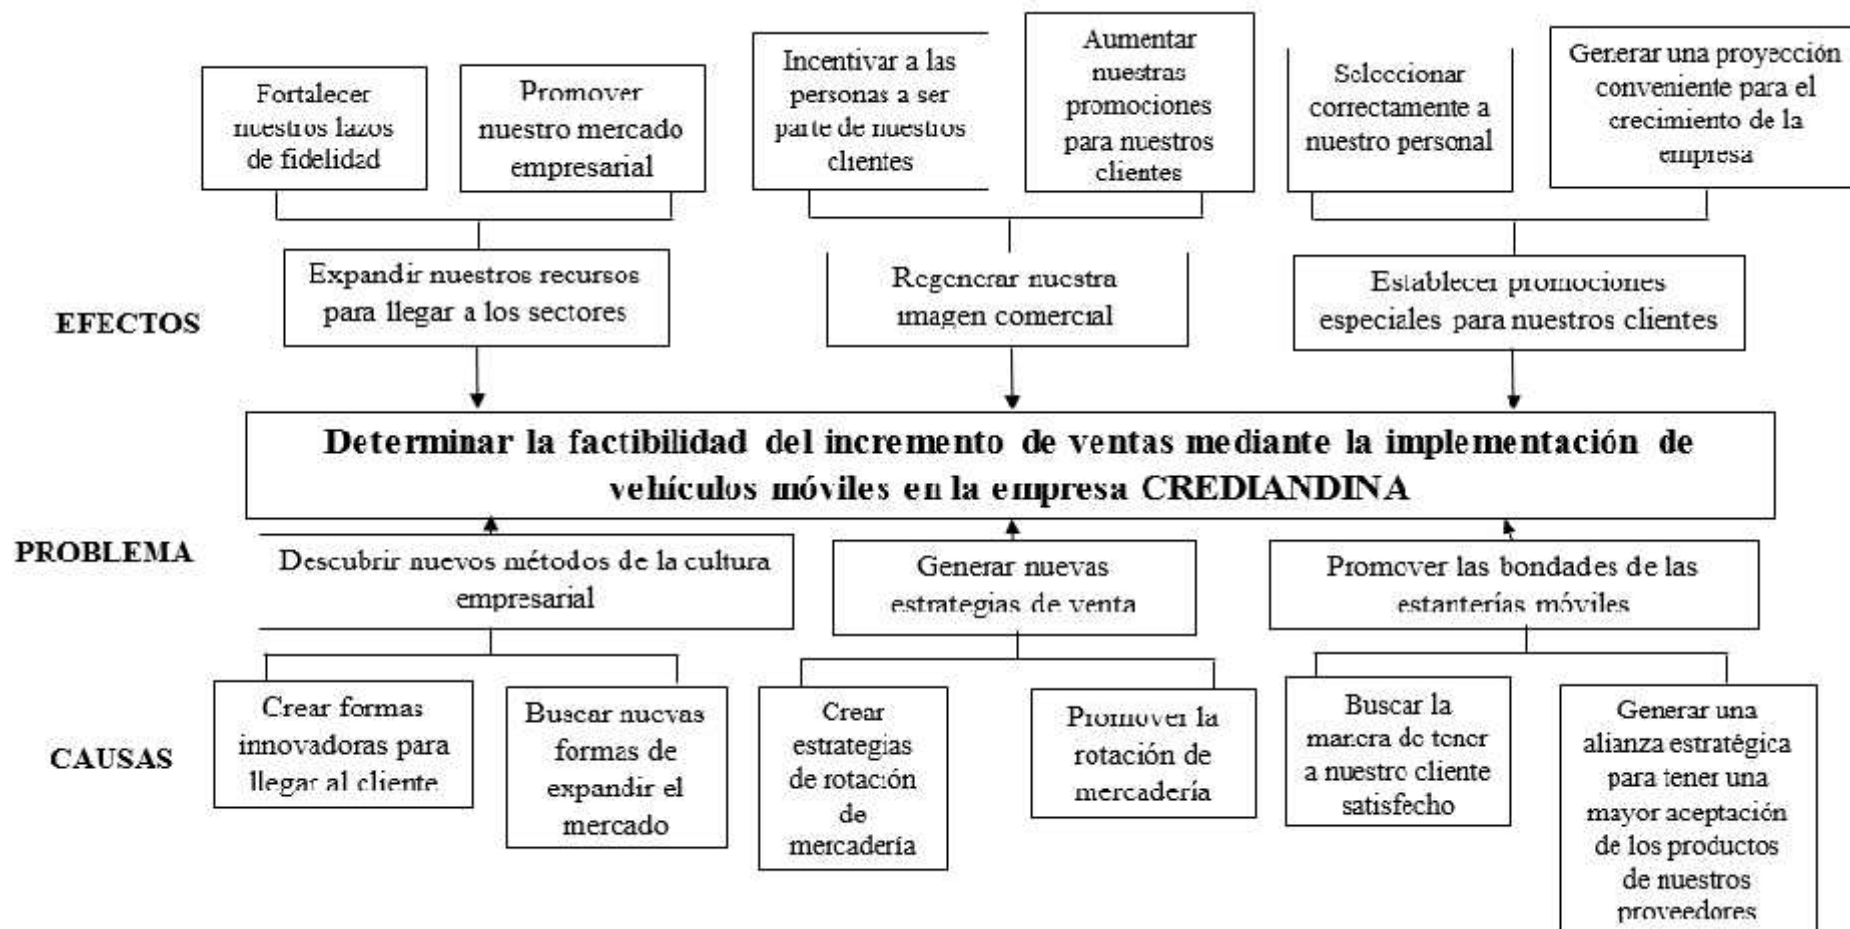 Fortalecer
nuestros lazos
de fidelidad
Promover
nuestro mercado
empresarial
Incentivar a las
personas a ser
parte de nuestros
clientes
Aumentar
nuestras
promociones
para nuestros
clientes
Seleccionar
correctamente a
nuestro personal
Generar una proyección
conveniente para el
crecimiento de la
empresa
EFECTOS
Expandir nuestros recursos
para llegar a los sectores
Regenerar nuestra
imagen comercial
Establecer promociones
especiales para nuestros clientes
Determinar la factibilidad del incremento de ventas mediante la implementación de
vehículos móviles en la empresa CREDIANDINA
PROBLEMA
Descubrir nuevos métodos de la cultura
empresarial
Generar nuevas
estrategias de venta
Promover las bondades de las
estanterías móviles
CAUSAS
Crear formas
innovadoras para
llegar al cliente
Buscar nuevas
formas de
expandir el
mercado
Crear
estrategias
de rotación
de
mercadería
Promover la
rotación de
mercadería
Buscar la
manera de tener
a nuestro cliente
satisfecho
Generar una
alianza estratégica
para tener una
mayor aceptación
de los productos
de nuestros
proveedores